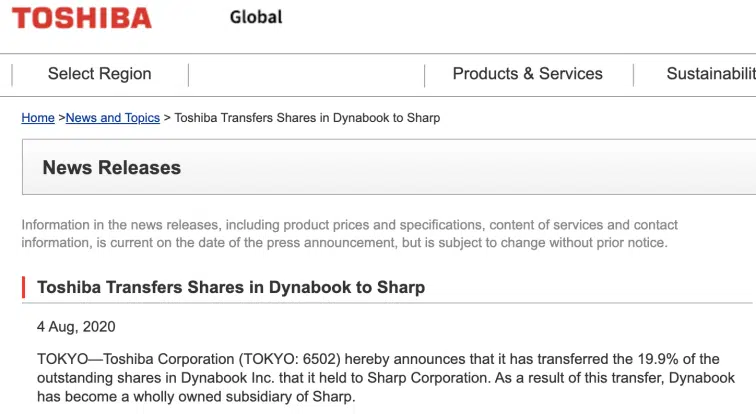 TOSHIBA Global
Select Region Products & Services Sustainabilit
Home >News and Topics > Toshiba Transfers Shares in Dynabook to Sharp
News Releases
Information in the news releases, including product prices and specifications, content of services and contact
information, is current on the date of the press announcement, but is subject to change without prior notice.
Toshiba Transfers Shares in Dynabook to Sharp
4 Aug, 2020
TOKYO—Toshiba Corporation (TOKYO: 6502) hereby announces that it has transferred the 19.9% of the
outstanding shares in Dynabook Inc. that it held to Sharp Corporation. As a result of this transfer, Dynabook
has become a wholly owned subsidiary of Sharp.